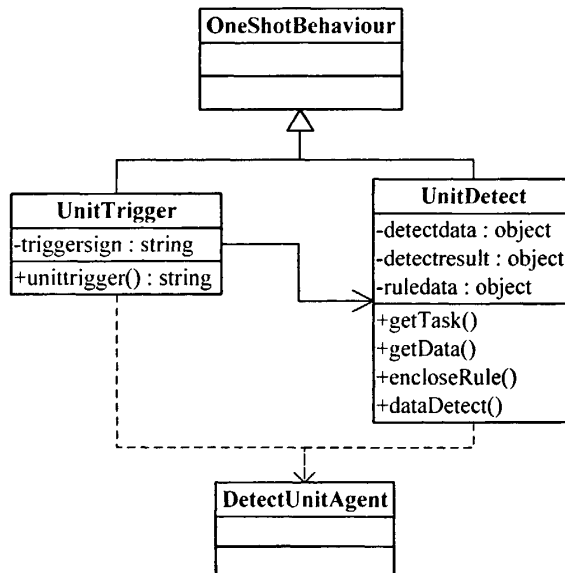 OneShotBehaviour
UnitTrigger
-triggersign : string
+unittrigger() : string
UnitDetect
-detectdata : object
-detectresult : object
-ruledata : object
+getTask()
+getData()
+encloseRule()
+dataDetect()
DetectUnitAgent